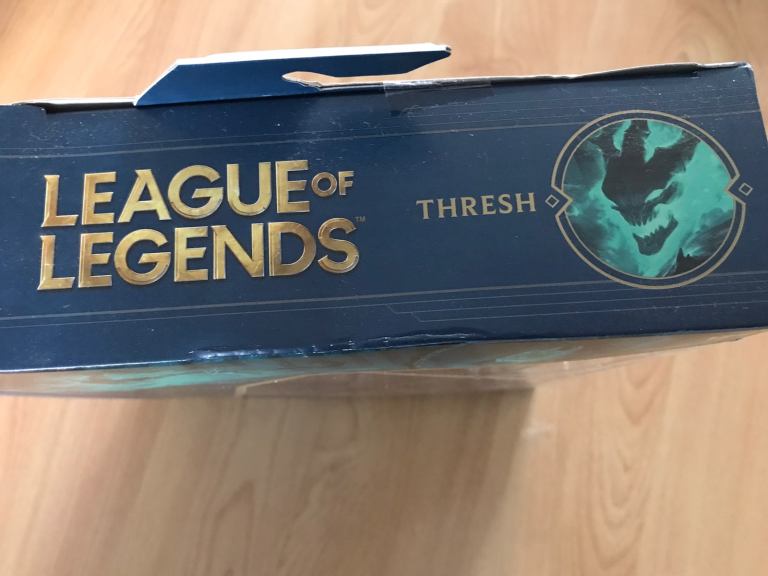 LEAGUE OF
LEGENDS™
THRESH